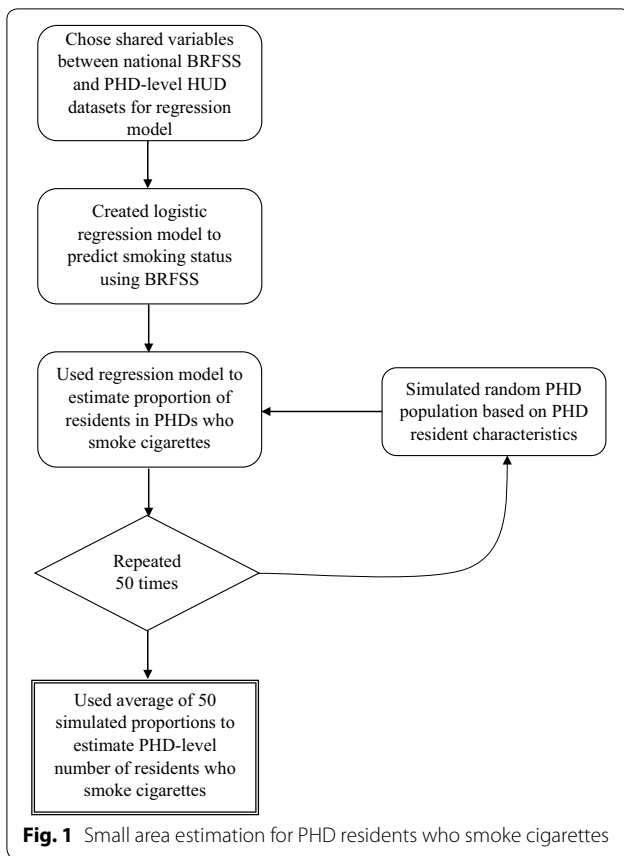 Chose shared variables
between national BRFSS
and PHD-level HUD
datasets for regression
model
Created logistic
regression model to
predict smoking status
using BRFSS
Used regression model to
estimate proportion of
residents in PHDs who
smoke cigarettes
Simulated random PHD
population based on PHD
resident characteristics
Repeated
50 times
Used average of 50
simulated proportions to
estimate PHD-level
number of residents who
smoke cigarettes
Fig. 1 Small area estimation for PHD residents who smoke cigarettes